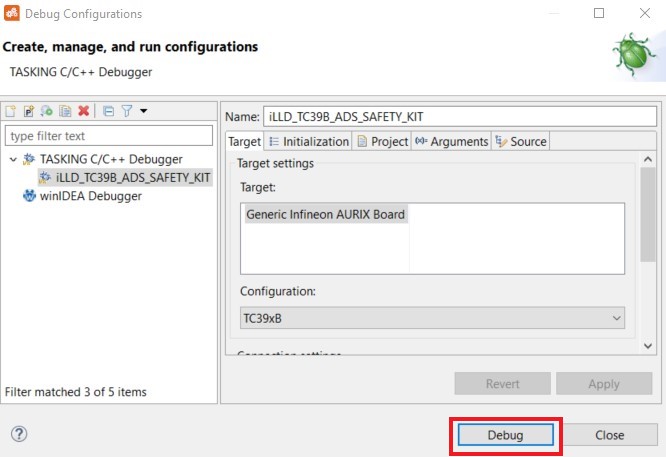 Debug Configurations
Create, manage, and run configurations
TASKING C/C++ Debugger
Name: iLLD_TC39B_ADS_SAFETY_KIT
type filter text
Target Initialization Project Arguments Source
TASKING C/C++ Debugger
iLLD_TC39B_ADS_SAFETY_KIT
winIDEA Debugger
Target settings
Target:
Generic Infineon AURIX Board
Configuration:
TC39xB
Connection settings
Filter matched 3 of 5 items
Revert Apply
Debug Close